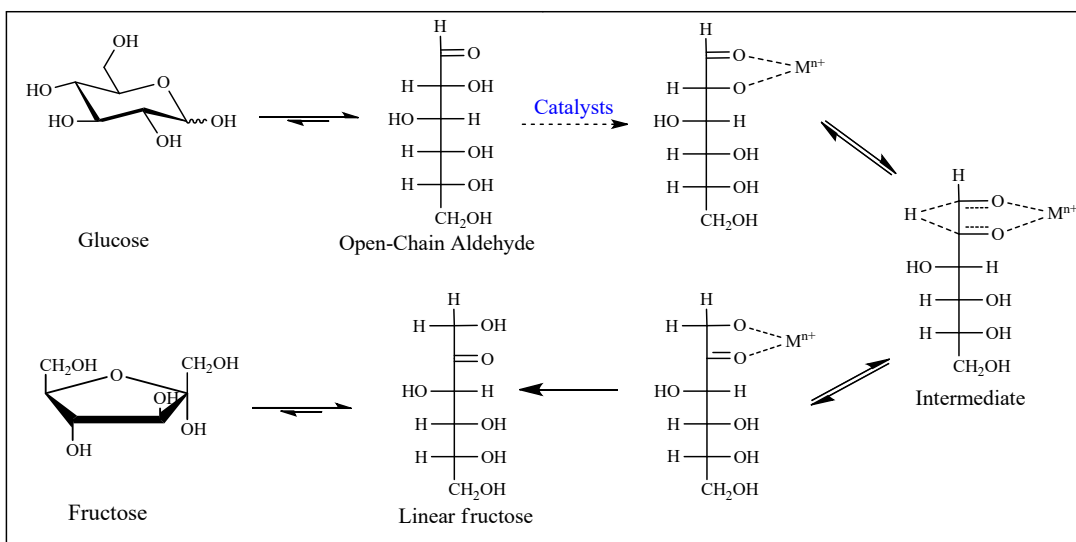 OH
HO
O
HO
OH
OH
Glucose
H
O
H OH
HO H
H OH
H OH
CH₂OH
Open-Chain Aldehyde
Catalysts
H
O
H O
Mⁿ⁺
HO H
H OH
H OH
CH₂OH
H
H O
O
Mⁿ⁺
HO H
H OH
H OH
CH₂OH
Intermediate
H
H O
O
Mⁿ⁺
HO H
H OH
H OH
CH₂OH
H
H OH
O
HO H
H OH
H OH
CH₂OH
Linear fructose
CH₂OH
O
CH₂OH
OH
OH
OH
Fructose